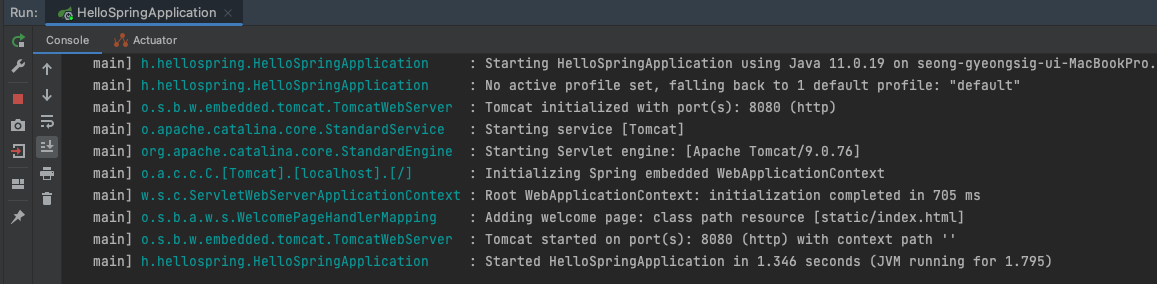 Run: HelloSpringApplication
Console Actuator
main] h.hellospring.HelloSpringApplication : Starting HelloSpringApplication using Java 11.0.19 on seong-gyeongsig-ui-MacBookPro.
main] h.hellospring.HelloSpringApplication : No active profile set, falling back to 1 default profile: "default"
main] o.s.b.w.embedded.tomcat.TomcatWebServer : Tomcat initialized with port(s): 8080 (http)
main] o.apache.catalina.core.StandardService : Starting service [Tomcat]
main] org.apache.catalina.core.StandardEngine : Starting Servlet engine: [Apache Tomcat/9.0.76]
main] o.a.c.c.C.[Tomcat].[localhost].[/] : Initializing Spring embedded WebApplicationContext
main] w.s.c.ServletWebServerApplicationContext : Root WebApplicationContext: initialization completed in 705 ms
main] o.s.b.a.w.s.WelcomePageHandlerMapping : Adding welcome page: class path resource [static/index.html]
main] o.s.b.w.embedded.tomcat.TomcatWebServer : Tomcat started on port(s): 8080 (http) with context path ''
main] h.hellospring.HelloSpringApplication : Started HelloSpringApplication in 1.346 seconds (JVM running for 1.795)